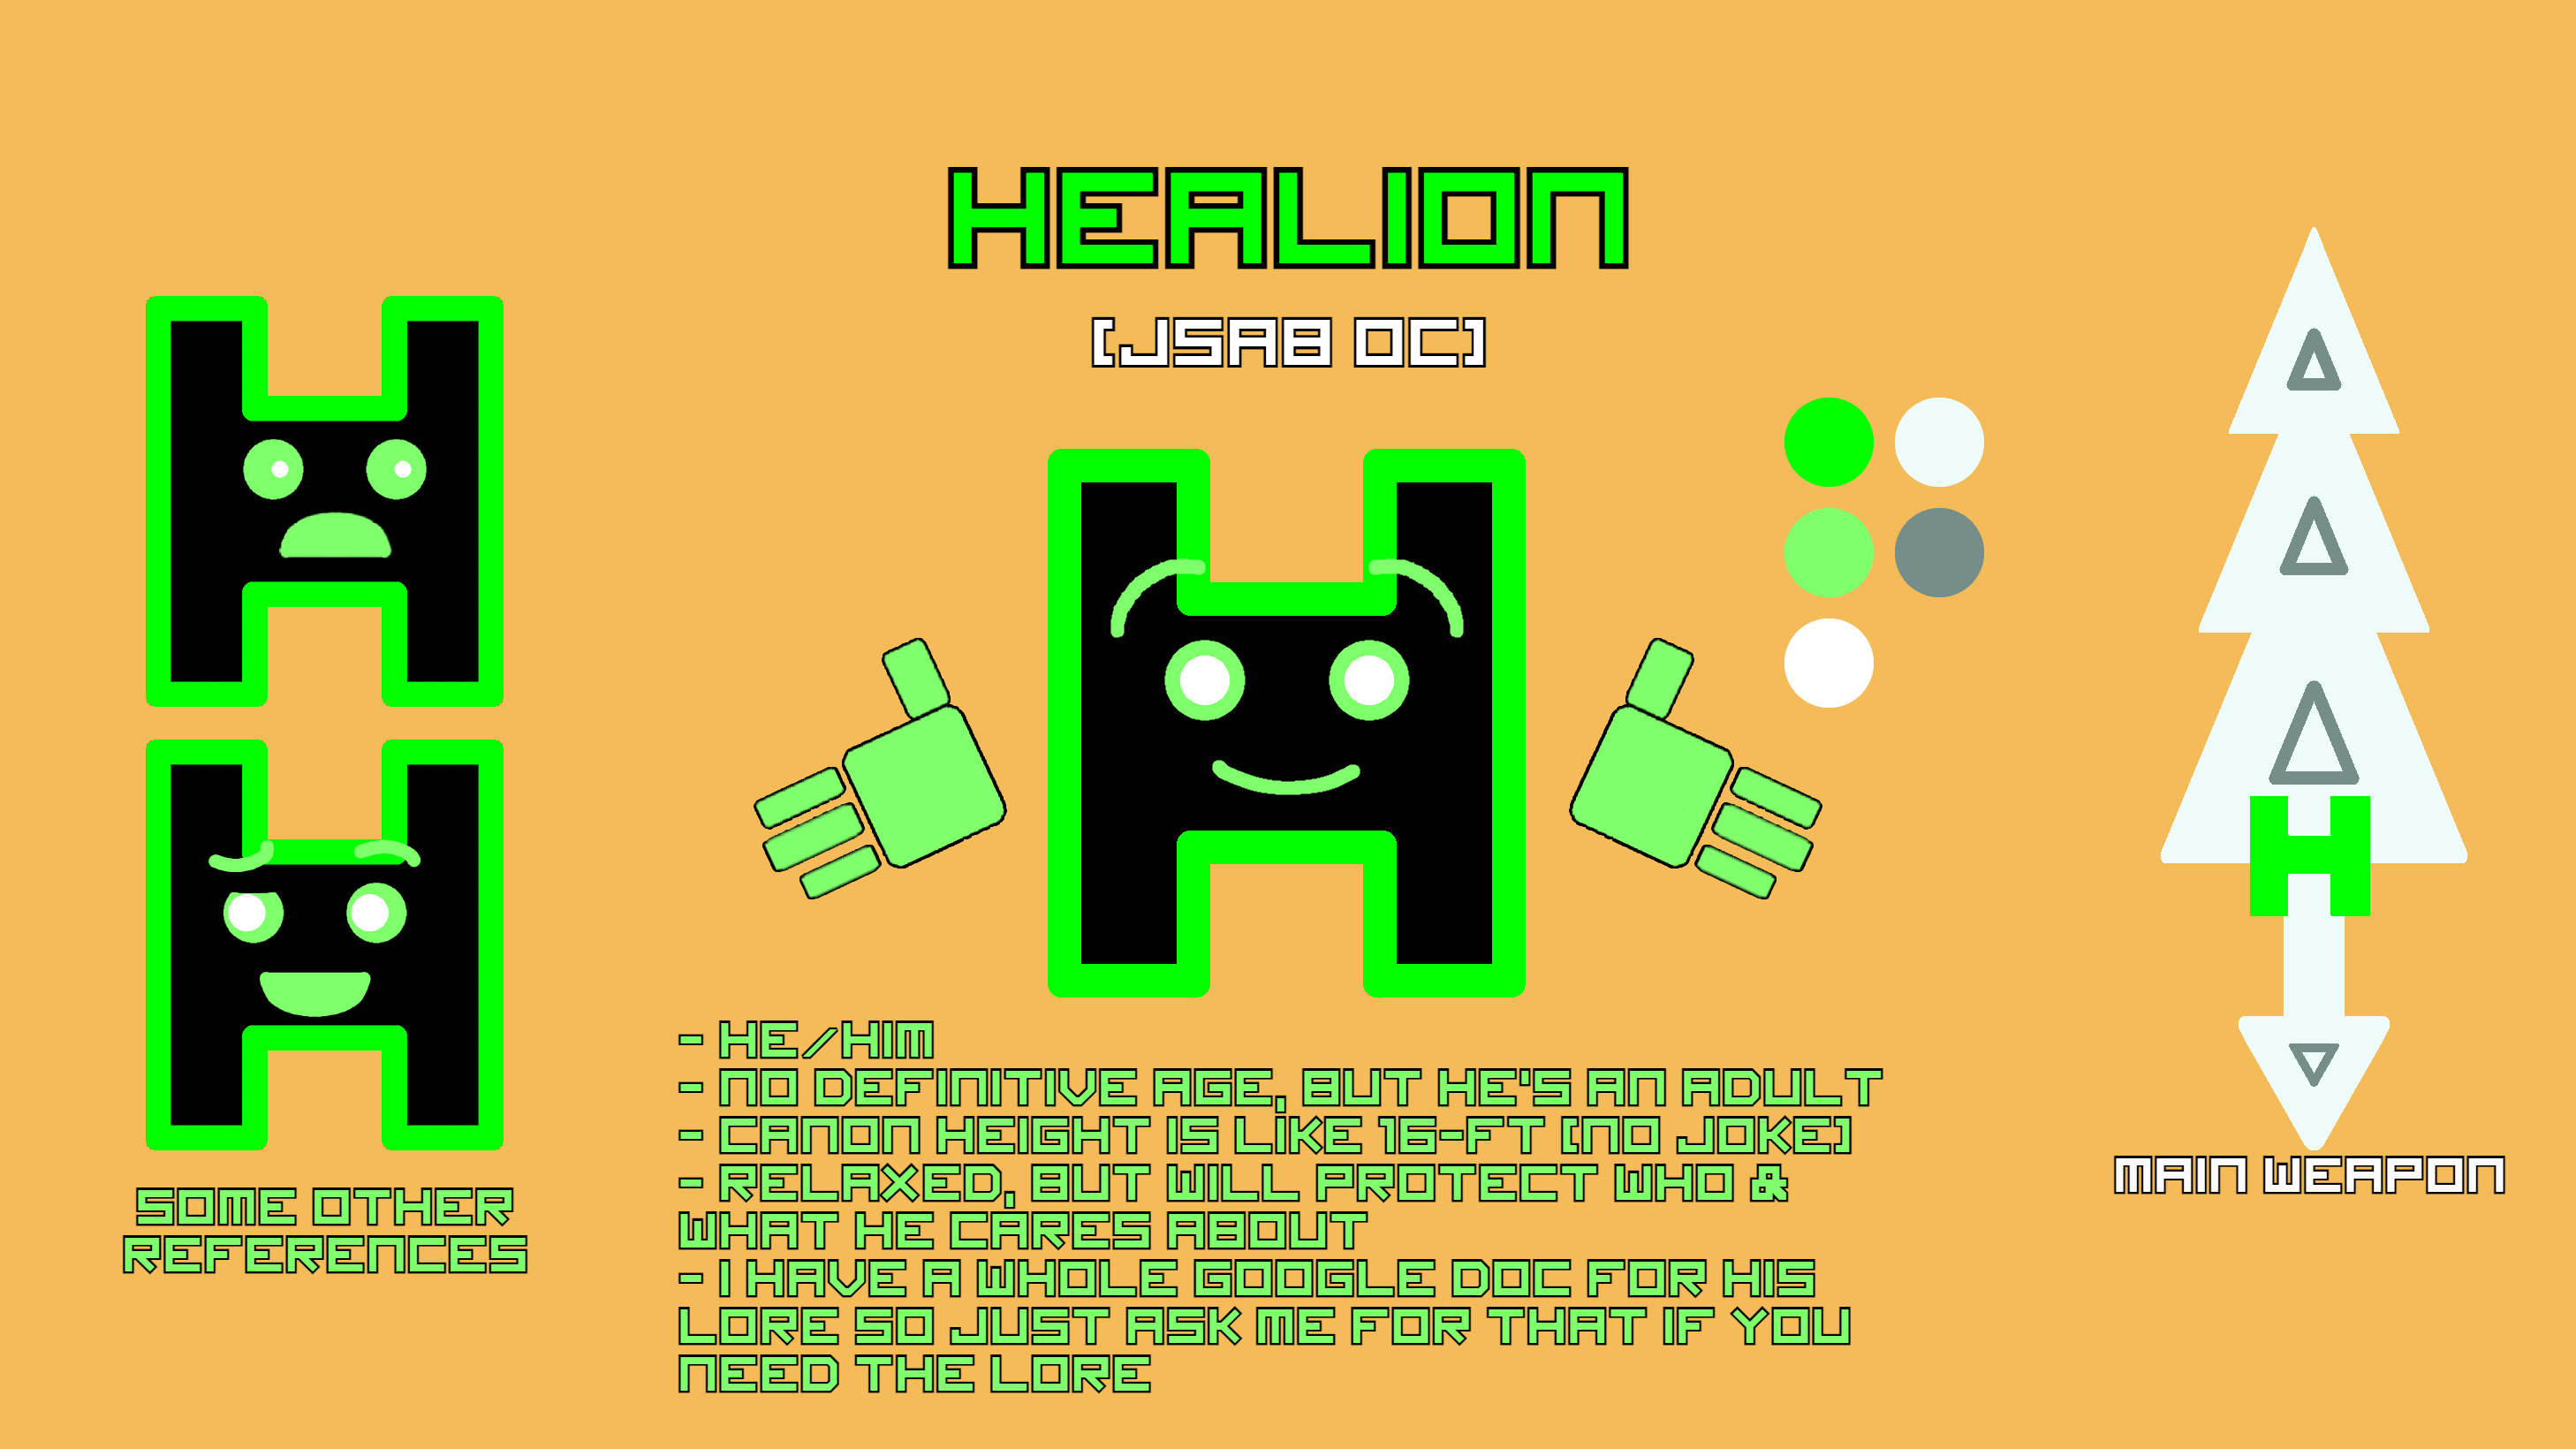 HEALION
[JSAB OC]
- HE/HIM
- NO DEFINITIVE AGE, BUT HE'S AN ADULT
- CANON HEIGHT IS LIKE 16-FT [NO JOKE]
- RELAXED, BUT WILL PROTECT WHO &
WHAT HE CARES ABOUT
- I HAVE A WHOLE GOOGLE DOC FOR HIS
LORE SO JUST ASK ME FOR THAT IF YOU
NEED THE LORE
SOME OTHER
REFERENCES
H
MAIN WEAPON